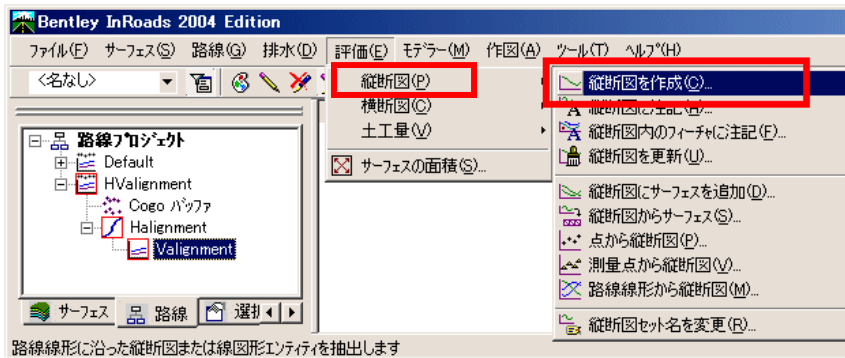 Bentley InRoads 2004 Edition
ファイル(F) サーフェス(S) 路線(G) 排水(D) 評価(E) モデラー(M) 作図(A) ツール(T) ヘルプ(H)
<名なし>
縦断図(P)
横断図(C)
土工量(V)
サーフェスの面積(S)...
縦断図を作成(C)...
縦断図に注記(A)...
縦断図内のフィーチャに注記(F)...
縦断図を更新(U)...
縦断図にサーフェスを追加(D)...
縦断図からサーフェス(S)...
点から縦断図(P)...
測量点から縦断図(V)...
路線線形から縦断図(M)...
縦断図セット名を変更(R)...
路線プロジェクト
Default
HValignment
Cogo バッファ
Halignment
Valignment
サーフェス 路線 選択
路線線形に沿った縦断図または線図形エンティティを抽出します